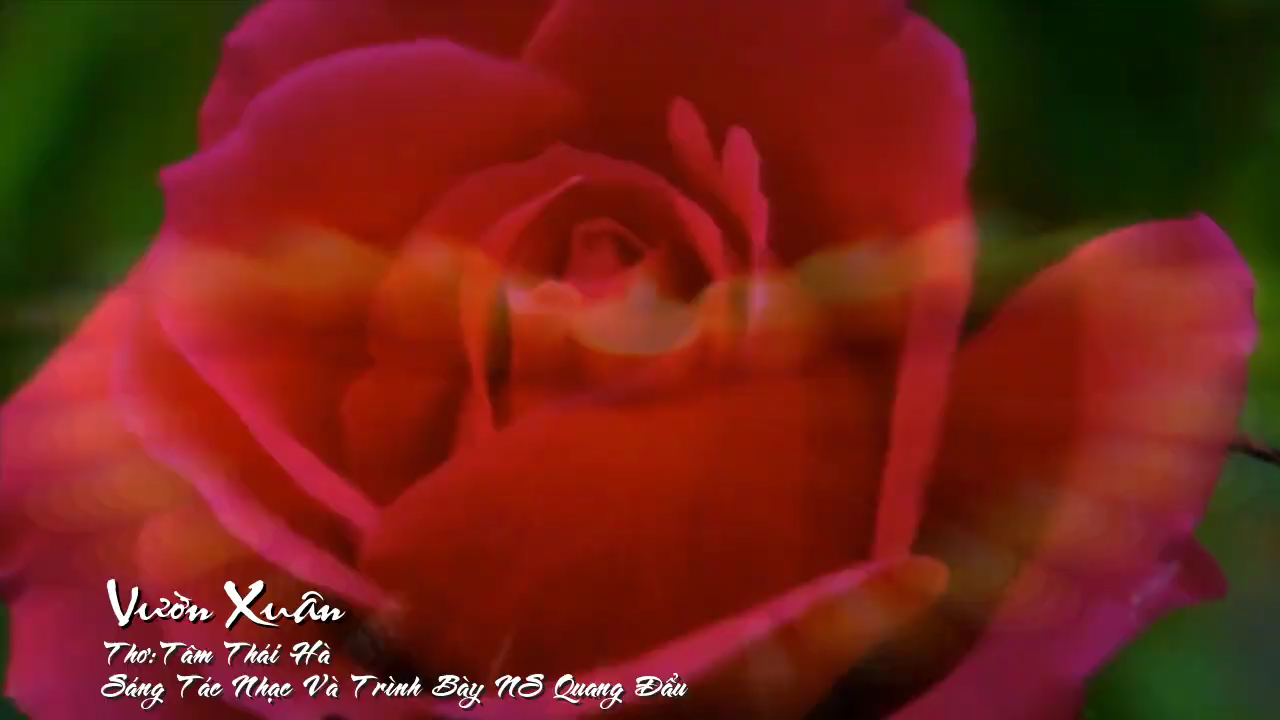 Vườn Xuân
Thơ:Tâm Thái Hà
Sáng Tác Nhạc Và Trình Bày NS Quang Đẩu